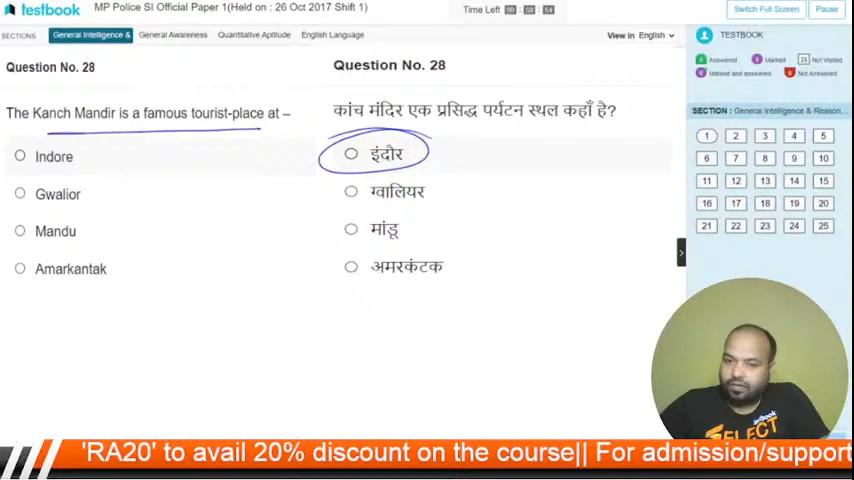 testbook
MP Police SI Official Paper 1(Held on : 26 Oct 2017 Shift 1)
Time Left
Switch Full Screen
Pause
SECTIONS
General Intelligence &
General Awareness
Quantitative Aptitude
English Language
View in English
TESTBOOK
Answered
Marked
Not Visited
Marked and answered
Not Answered
Question No. 28
Question No. 28
The Kanch Mandir is a famous tourist-place at –
Indore
Gwalior
Mandu
Amarkantak
कांच मंदिर एक प्रसिद्ध पर्यटन स्थल कहाँ है?
इंदौर
ग्वालियर
मांडू
अमरकंटक
SECTION : General Intelligence & Reason...
1 2 3 4 5
6 7 8 9 10
11 12 13 14 15
16 17 18 19 20
21 22 23 24 25
testbook
SELECT
'RA20' to avail 20% discount on the course|| For admission/support